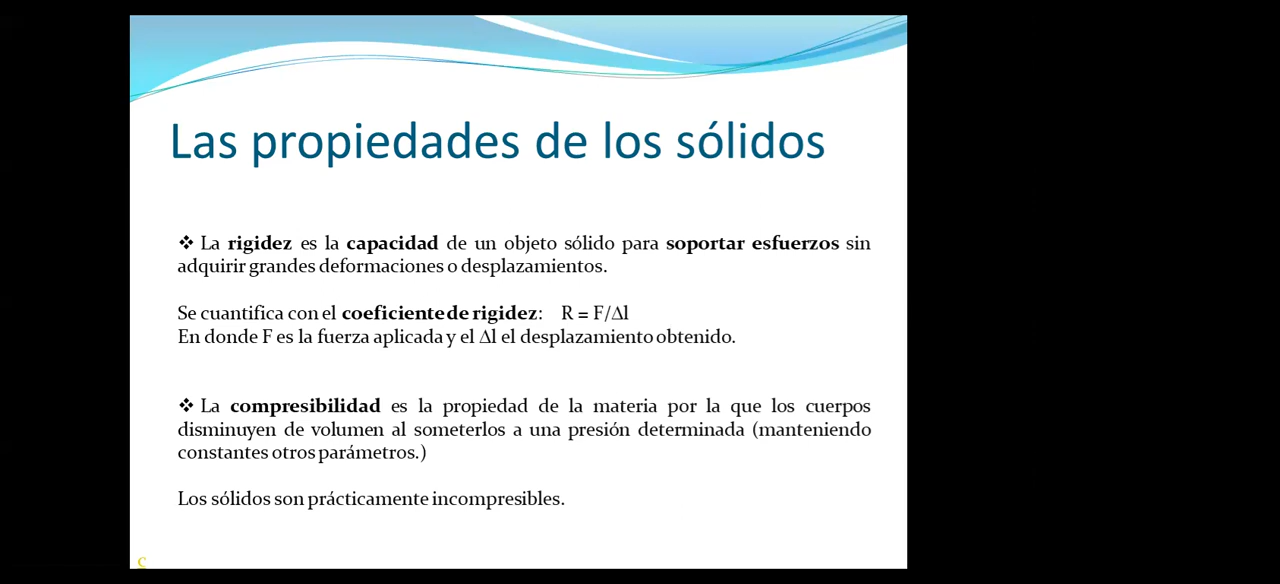 Las propiedades de los sólidos
❖ La rigidez es la capacidad de un objeto sólido para soportar esfuerzos sin
adquirir grandes deformaciones o desplazamientos.
Se cuantifica con el coeficiente de rigidez: R = F/Δl
En donde F es la fuerza aplicada y el Δl el desplazamiento obtenido.
❖ La compresibilidad es la propiedad de la materia por la que los cuerpos
disminuyen de volumen al someterlos a una presión determinada (manteniendo
constantes otros parámetros.)
Los sólidos son prácticamente incompresibles.